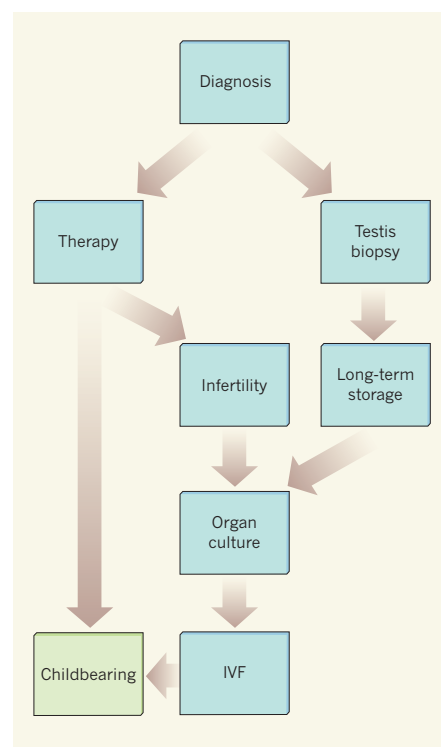 Diagnosis
Therapy
Testis
biopsy
Infertility
Long-term
storage
Organ
culture
Childbearing
IVF